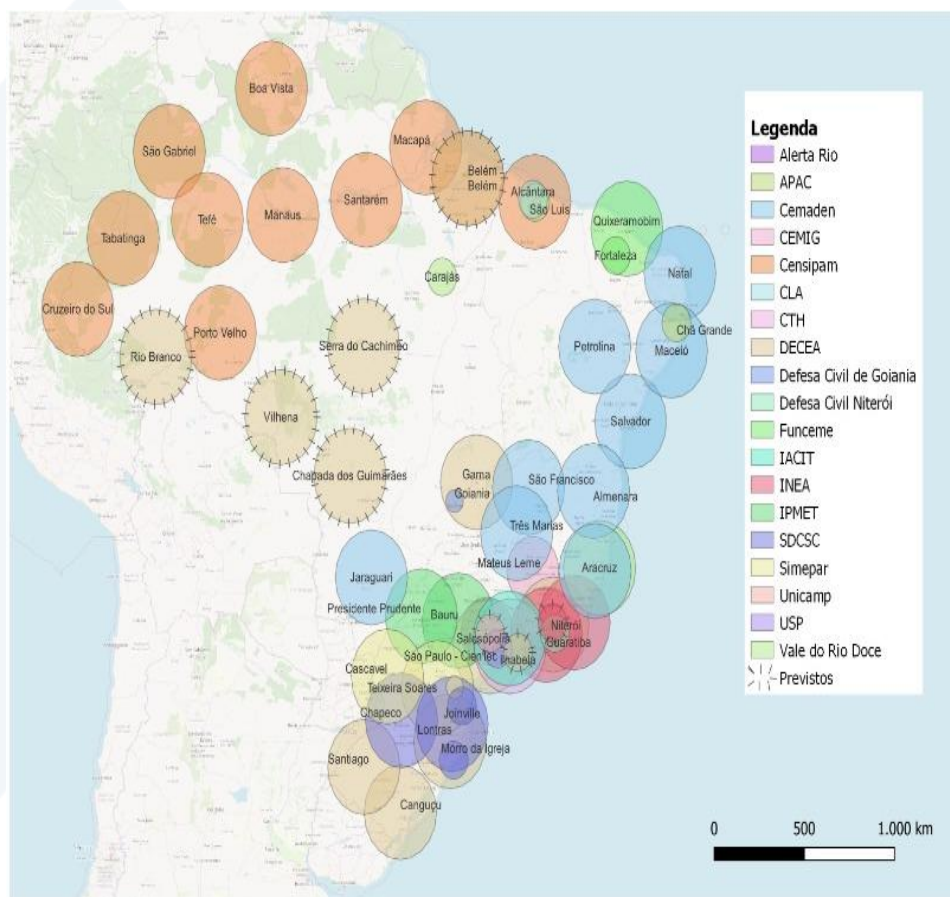 Boa Vista
São Gabriel
Macapá
Belém
Belém
Alcântara
São Luis
Santarém
Manaus
Tefé
Tabatinga
Quixeramobim
Fortaleza
Natal
Carajás
Cruzeiro do Sul
Rio Branco
Porto Velho
Serra do Cachimbo
Petrolina
Chã Grande
Maceió
Vilhena
Salvador
Chapada dos Guimarães
Gama
Goiania
São Francisco
Almenara
Três Marias
Mateus Leme
Aracruz
Jaraguari
Presidente Prudente
Bauru
Niterói
Guaratiba
Salesópolis
São Paulo - Cientec
Ilhabela
Cascavel
Teixeira Soares
Chapeco
Joinville
Lontras
Morro da Igreja
Santiago
Canguçu
Legenda
Alerta Rio
APAC
Cemaden
CEMIG
Censipam
CLA
CTH
DECEA
Defesa Civil de Goiania
Defesa Civil Niterói
Funceme
IACIT
INEA
IPMET
SDCSC
Simepar
Unicamp
USP
Vale do Rio Doce
Previstos
0 500 1.000 km